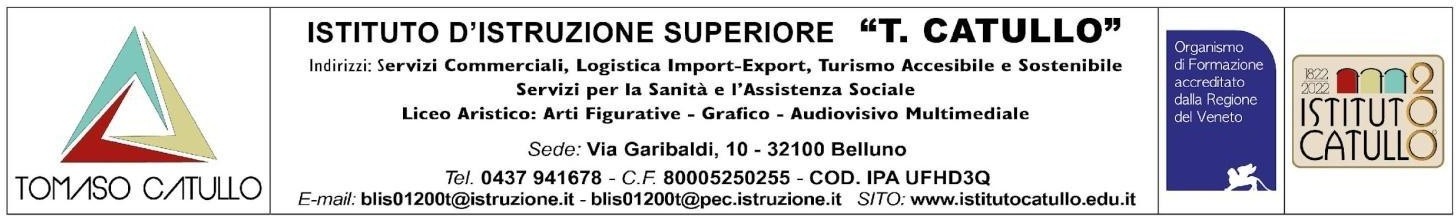 TOMASO CATULLO
ISTITUTO D'ISTRUZIONE SUPERIORE "T. CATULLO"
Indirizzi: Servizi Commerciali, Logistica Import-Export, Turismo Accesibile e Sostenibile
Servizi per la Sanità e l'Assistenza Sociale
Liceo Aristico: Arti Figurative - Grafico - Audiovisivo Multimediale
Sede: Via Garibaldi, 10 - 32100 Belluno
Tel. 0437 941678 - C.F. 80005250255 - COD. IPA UFHD3Q
E-mail: blis01200t@istruzione.it - blis01200t@pec.istruzione.it SITO: www.istitutocatullo.edu.it
Organismo
di Formazione
accreditato
dalla Regione
del Veneto
1822
2022
200°
ISTITUTO
CATULLO